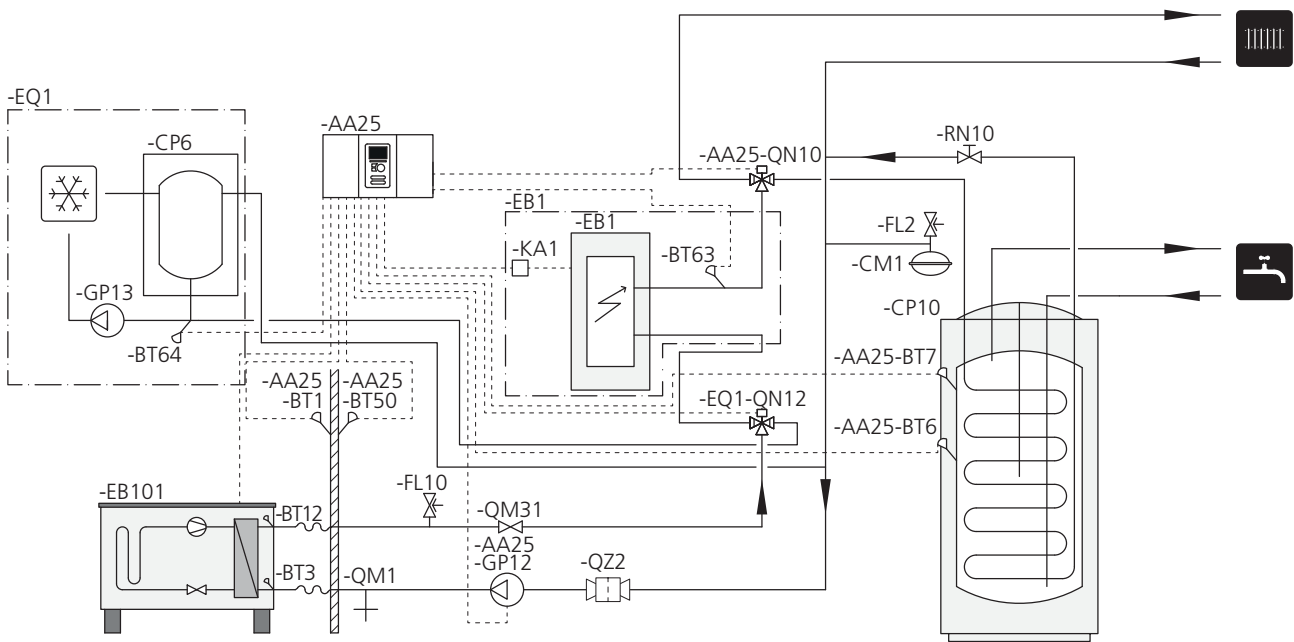 -EQ1
-CP6
-AA25
-RN10
-AA25-QN10
-EB1
-EB1
-FL2
-KA1
-BT63
-CM1
-GP13
-CP10
-BT64
-AA25-BT7
-AA25
-BT1
-AA25
-BT50
-EQ1-QN12
-AA25-BT6
-FL10
-EB101
-BT12
-QM31
-AA25
-GP12
-BT3
-QM1
-QZ2